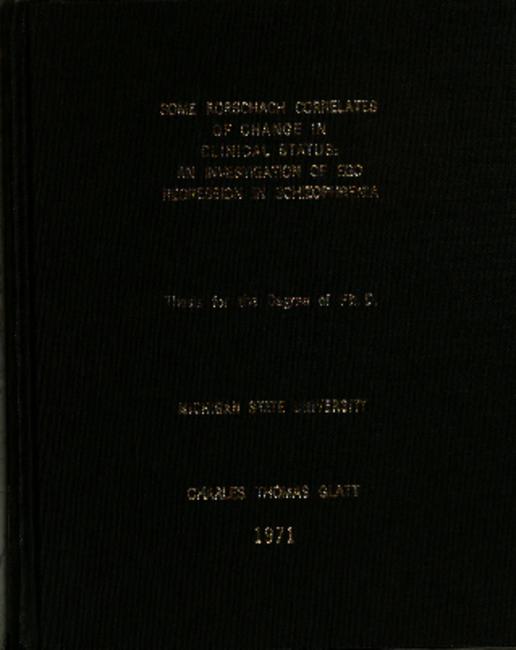 SOME RORSCHACH CORRELATES
OF CHANGE IN
CLINICAL STATUS:
AN INVESTIGATION OF EGO
REGRESSION IN SCHIZOPHRENIA
Thesis for the Degree of Ph. D.
MICHIGAN STATE UNIVERSITY
CHARLES THOMAS GLATT
1971